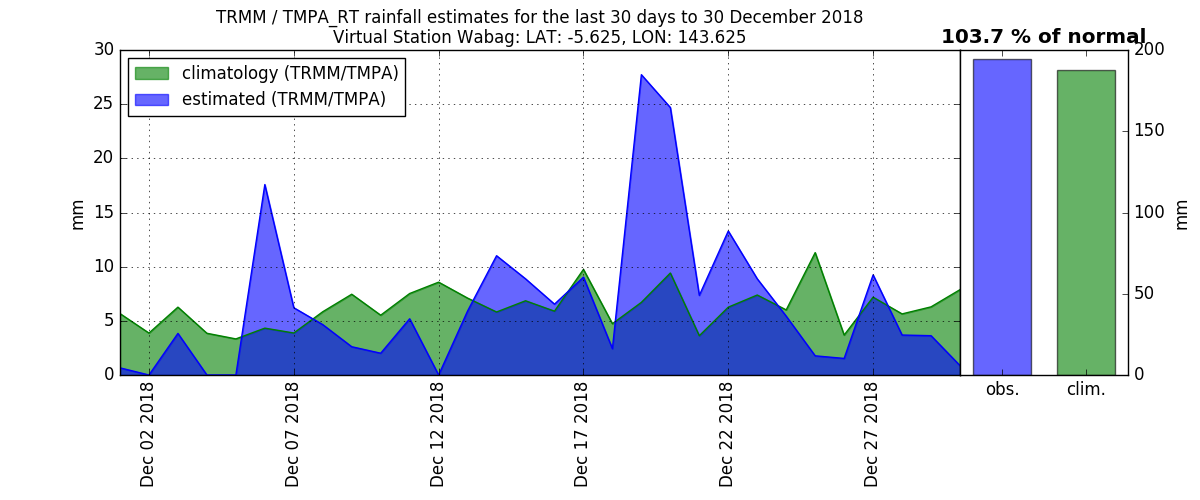 TRMM / TMPA_RT rainfall estimates for the last 30 days to 30 December 2018
Virtual Station Wabag: LAT: -5.625, LON: 143.625
103.7 % of normal
climatology (TRMM/TMPA)
estimated (TRMM/TMPA)
30
25
20
15
10
5
0
mm
Dec 02 2018
Dec 07 2018
Dec 12 2018
Dec 17 2018
Dec 22 2018
Dec 27 2018
obs.
clim.
200
150
100
50
0
mm